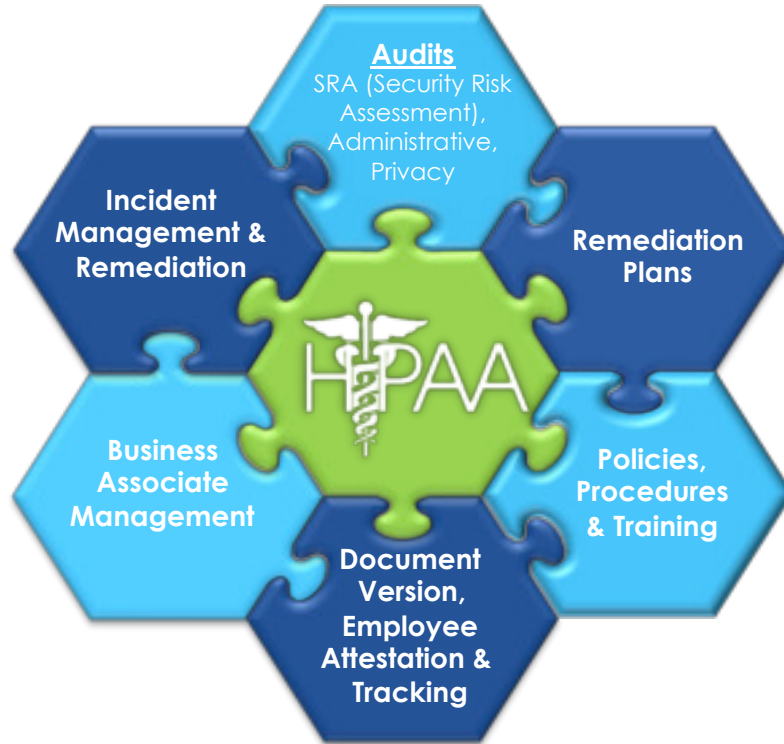 Audits
SRA (Security Risk
Assessment),
Administrative,
Privacy
Remediation
Plans
Policies,
Procedures
& Training
Document
Version,
Employee
Attestation &
Tracking
Business
Associate
Management
Incident
Management &
Remediation
HIPAA